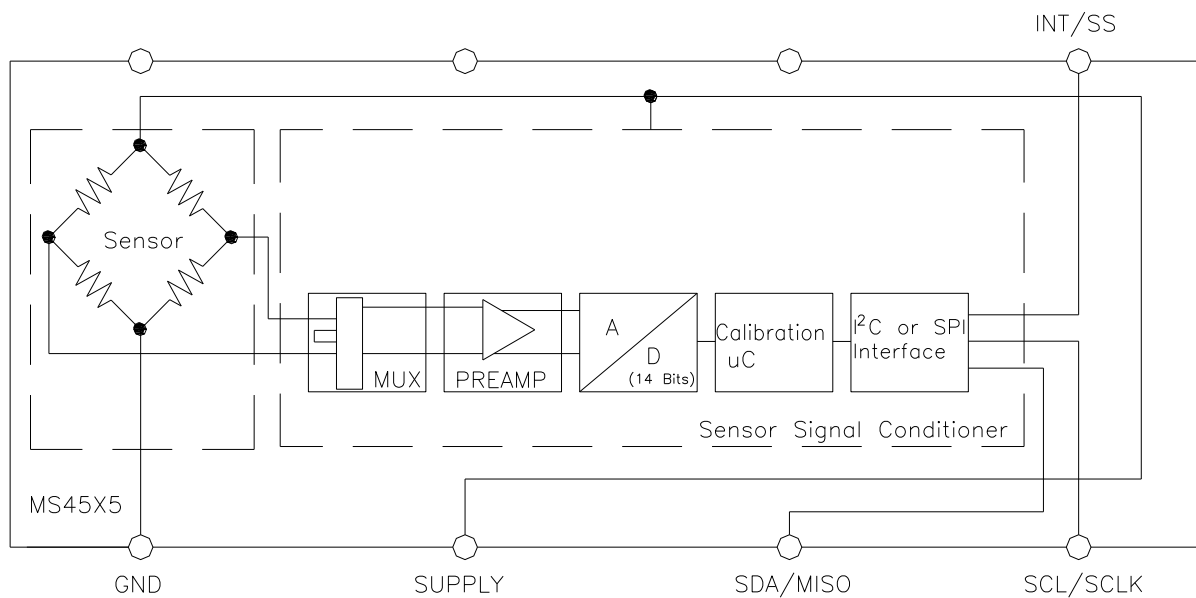 INT/SS
Sensor
A
D
(14 Bits)
MUX
PREAMP
Calibration
uC
I²C or SPI
Interface
Sensor Signal Conditioner
MS45X5
GND
SUPPLY
SDA/MISO
SCL/SCLK